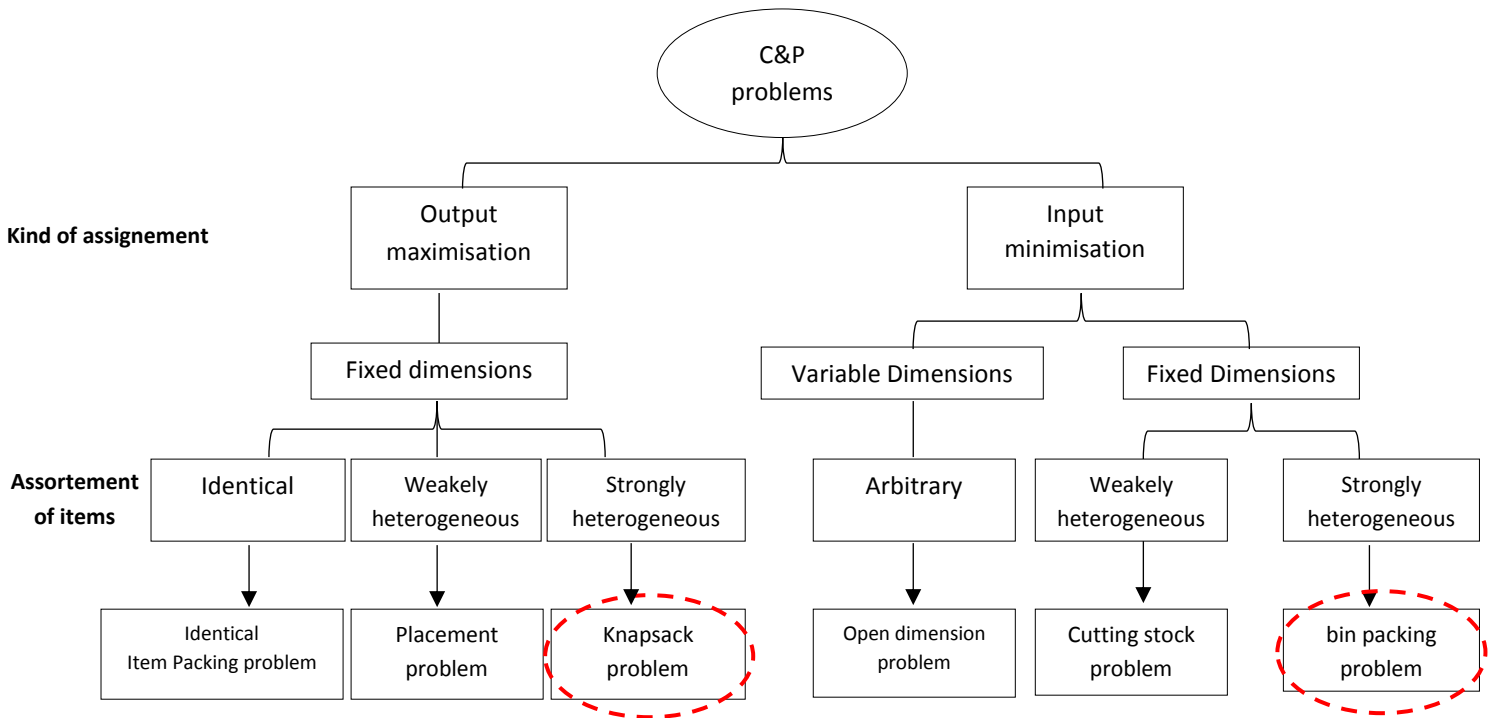 C&P
problems
Kind of assignement
Output
maximisation
Input
minimisation
Fixed dimensions
Variable Dimensions
Fixed Dimensions
Assortement
of items
Identical
Weakely
heterogeneous
Strongly
heterogeneous
Arbitrary
Weakely
heterogeneous
Strongly
heterogeneous
Identical
Item Packing problem
Placement
problem
Knapsack
problem
Open dimension
problem
Cutting stock
problem
bin packing
problem